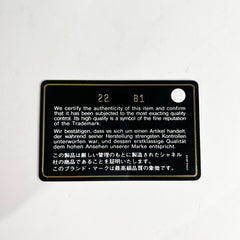 22 81
We certify the authenticity of this item and confirm
that it has been subjected to the most exacting quality
control. Its high quality is a symbol of the fine reputation
of the Trademark.
Wir bestätigen, dass es sich um einen Artikel handelt,
der während seiner Herstellung strengsten Kontrollen
unterworfen war, und dessen erstklassige Qualität
dem hohen Ansehen unserer Marke entspricht.
この製品は厳しい管理のもとに製造されたシャネル社
の商品であることを証明いたします。
このブランド・マークは最高級品質の象徴です。